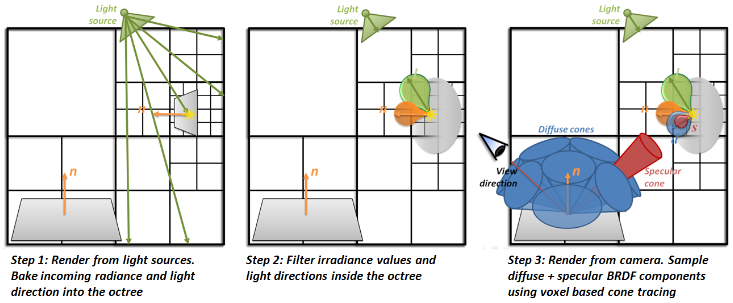 Light
source
n
n
Step 1: Render from light sources.
Bake incoming radiance and light
direction into the octree
Light
source
L
n
n
Step 2: Filter irradiance values and
light directions inside the octree
Light
source
L
n
S
d
Diffuse cones
View
direction
n
Specular
cone
Step 3: Render from camera. Sample
diffuse + specular BRDF components
using voxel based cone tracing